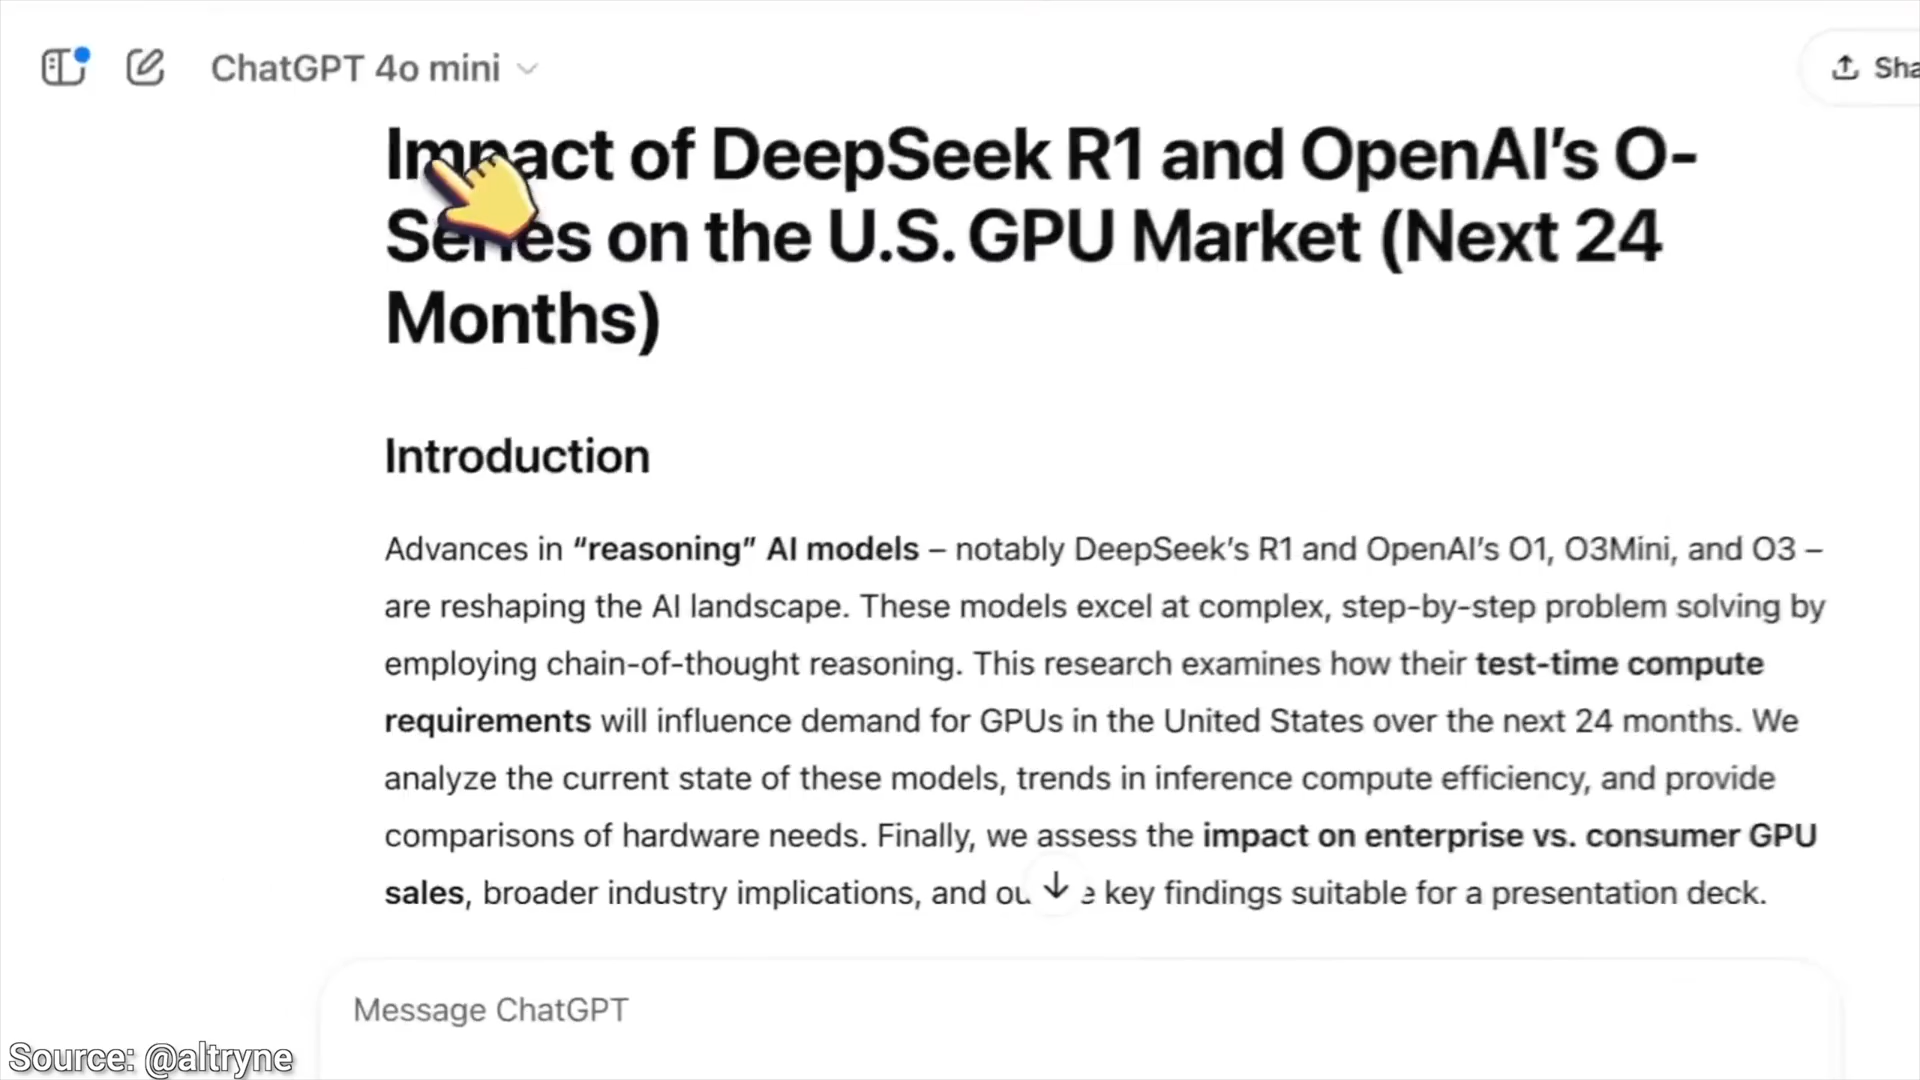 ChatGPT 4o mini
Sha
Impact of DeepSeek R1 and OpenAI’s O-
Series on the U.S. GPU Market (Next 24
Months)
Introduction
Advances in “reasoning” AI models – notably DeepSeek’s R1 and OpenAI’s O1, O3Mini, and O3 –
are reshaping the AI landscape. These models excel at complex, step-by-step problem solving by
employing chain-of-thought reasoning. This research examines how their test-time compute
requirements will influence demand for GPUs in the United States over the next 24 months. We
analyze the current state of these models, trends in inference compute efficiency, and provide
comparisons of hardware needs. Finally, we assess the impact on enterprise vs. consumer GPU
sales, broader industry implications, and key findings suitable for a presentation deck.
Message ChatGPT
Source: @altryne